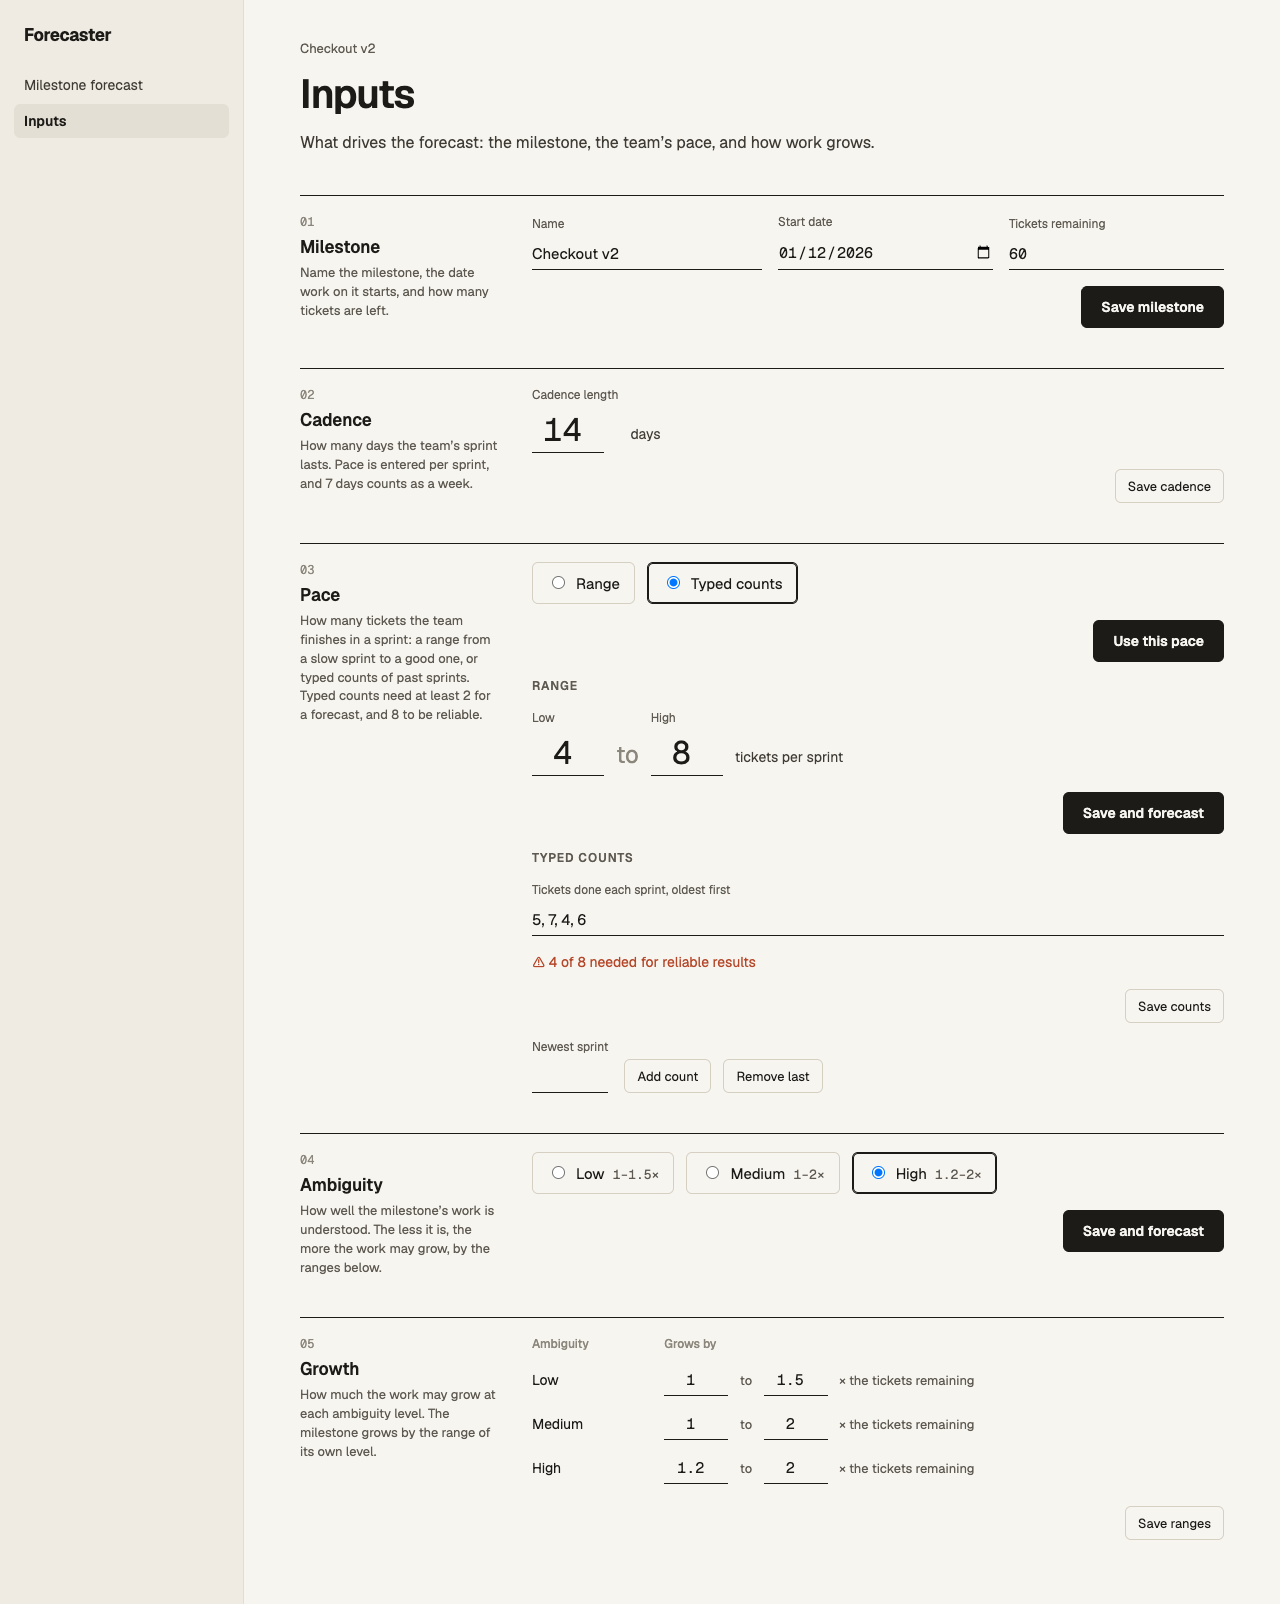 Forecaster
Milestone forecast
Inputs
Checkout v2
Inputs
What drives the forecast: the milestone, the team’s pace, and how work grows.
01
Milestone
Name the milestone, the date
work on it starts, and how many
tickets are left.
Name
Checkout v2
Start date
01/12/2026
Tickets remaining
60
Save milestone
02
Cadence
How many days the team’s sprint
lasts. Pace is entered per sprint,
and 7 days counts as a week.
Cadence length
14 days
Save cadence
03
Pace
How many tickets the team
finishes in a sprint: a range from
a slow sprint to a good one, or
typed counts of past sprints.
Typed counts need at least 2 for
a forecast, and 8 to be reliable.
Range
Typed counts
Use this pace
RANGE
Low High
4 to 8 tickets per sprint
Save and forecast
TYPED COUNTS
Tickets done each sprint, oldest first
5, 7, 4, 6
⚠ 4 of 8 needed for reliable results
Save counts
Newest sprint
Add count
Remove last
04
Ambiguity
How well the milestone’s work is
understood. The less it is, the
more the work may grow, by the
ranges below.
Low 1–1.5×
Medium 1–2×
High 1.2–2×
Save and forecast
05
Growth
How much the work may grow at
each ambiguity level. The
milestone grows by the range of
its own level.
Ambiguity Grows by
Low 1 to 1.5 × the tickets remaining
Medium 1 to 2 × the tickets remaining
High 1.2 to 2 × the tickets remaining
Save ranges